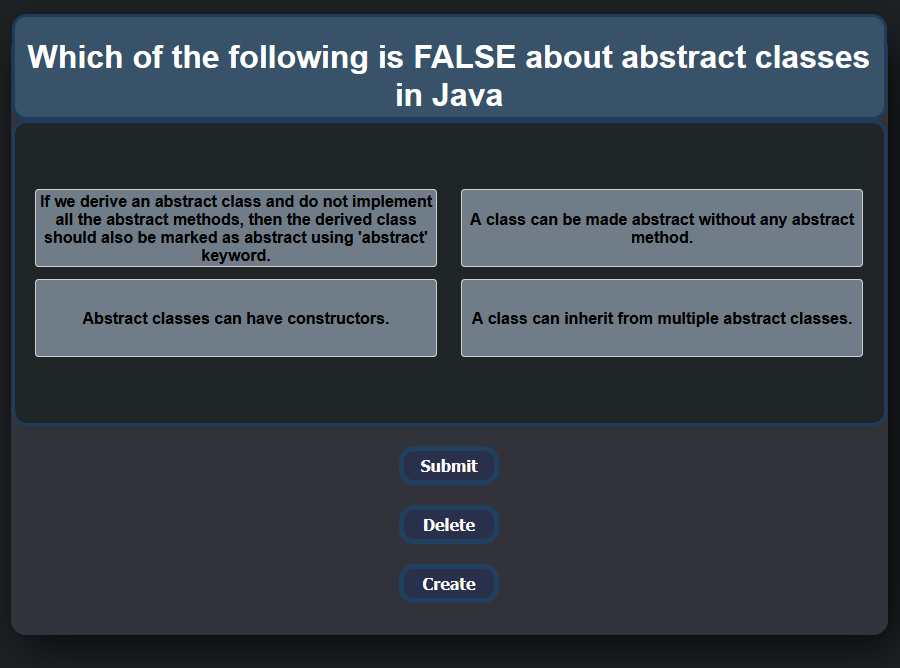 Which of the following is FALSE about abstract classes
in Java
If we derive an abstract class and do not implement
all the abstract methods, then the derived class
should also be marked as abstract using 'abstract'
keyword.
A class can be made abstract without any abstract
method.
Abstract classes can have constructors.
A class can inherit from multiple abstract classes.
Submit
Delete
Create